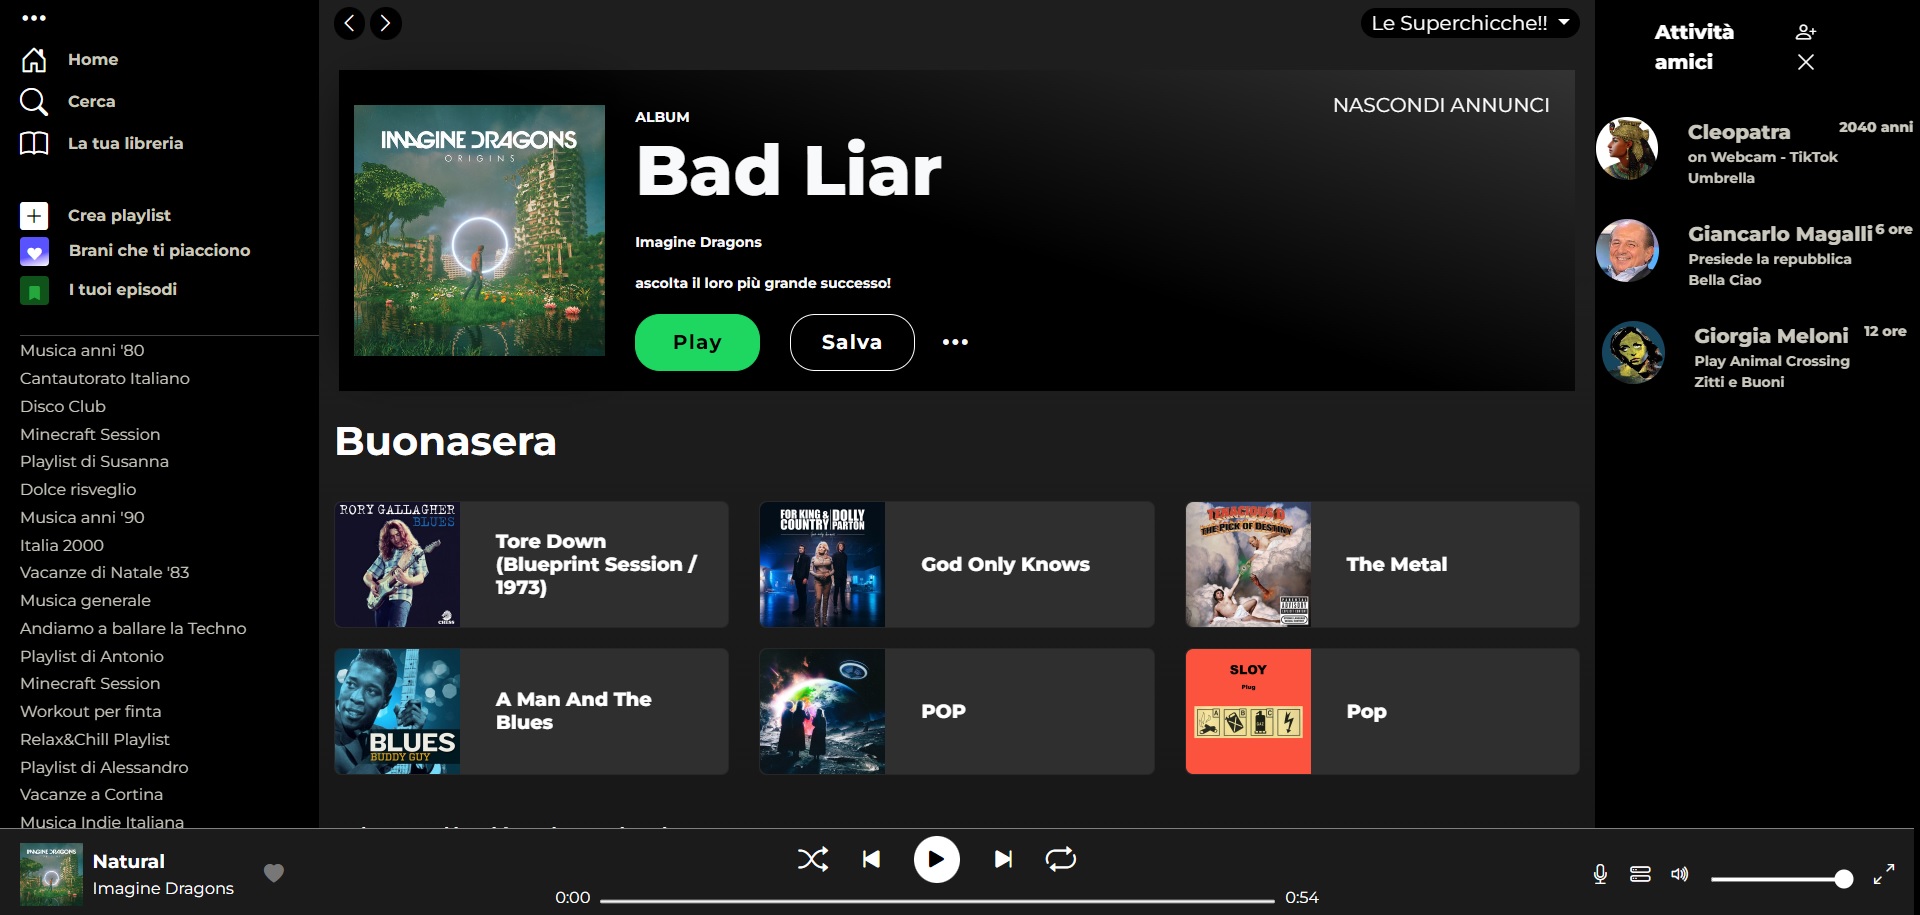 Home
Cerca
La tua libreria
Crea playlist
Brani che ti piacciono
I tuoi episodi
Musica anni '80
Cantautorato Italiano
Disco Club
Minecraft Session
Playlist di Susanna
Dolce risveglio
Musica anni '90
Italia 2000
Vacanze di Natale '83
Musica generale
Andiamo a ballare la Techno
Playlist di Antonio
Minecraft Session
Workout per finta
Relax&Chill Playlist
Playlist di Alessandro
Vacanze a Cortina
Musica Indie Italiana
Le Superchicche!!
NASCONDI ANNUNCI
IMAGINE DRAGONS
ORIGINS
ALBUM
Bad Liar
Imagine Dragons
ascolta il loro più grande successo!
Play
Salva
Buonasera
RORY GALLAGHER
BLUES
CHESS
Tore Down
(Blueprint Session /
1973)
FOR KING & COUNTRY
DOLLY PARTON
God Only Knows
TENACIOUS D
THE PICK OF DESTINY
PARENTAL
ADVISORY
The Metal
BLUES
BUDDY GUY
A Man And The
Blues
POP
SLOY
Plug
A
B
C
Pop
Attività
amici
Cleopatra
2040 anni
on Webcam - TikTok
Umbrella
Giancarlo Magalli
6 ore
Presiede la repubblica
Bella Ciao
Giorgia Meloni
12 ore
Play Animal Crossing
Zitti e Buoni
IMAGINE DRAGONS
Natural
Imagine Dragons
0:00
0:54